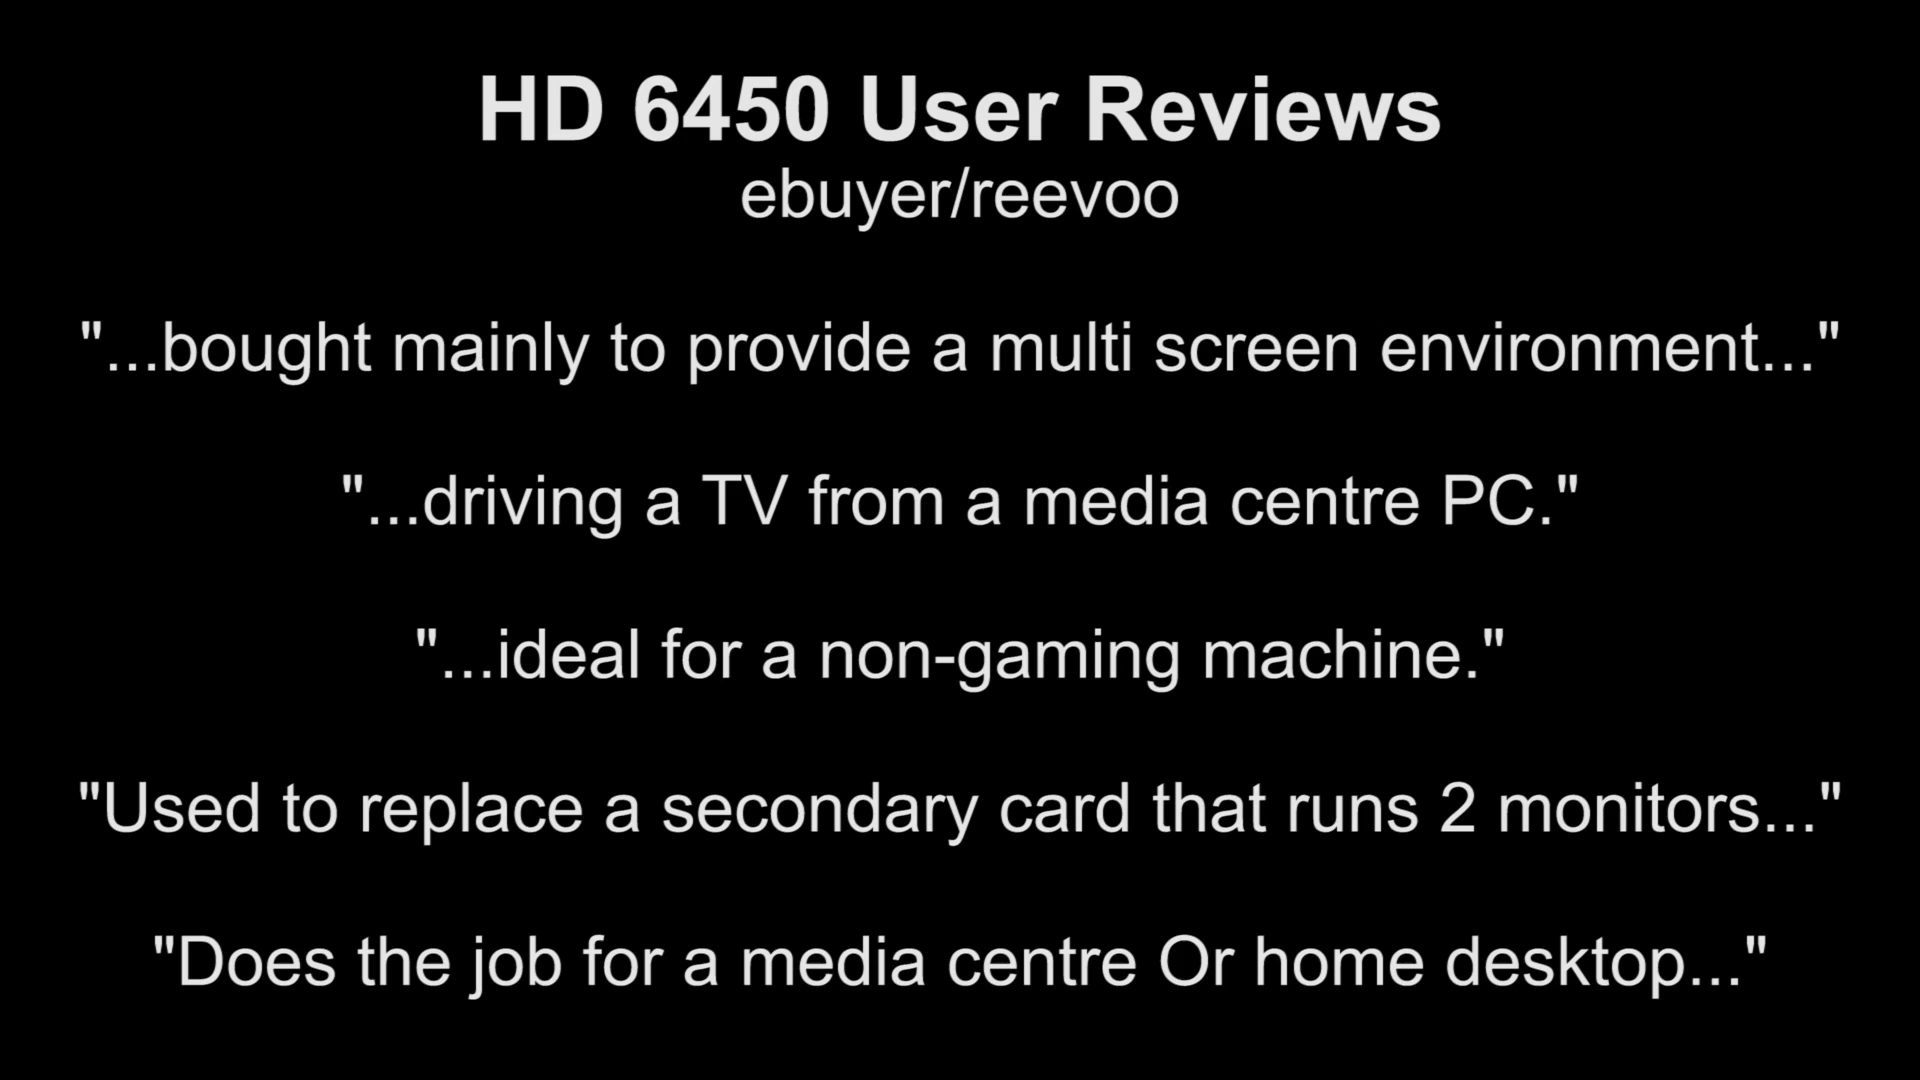 HD 6450 User Reviews
ebuyer/reevoo
"...bought mainly to provide a multi screen environment..."
"...driving a TV from a media centre PC."
"...ideal for a non-gaming machine."
"Used to replace a secondary card that runs 2 monitors..."
"Does the job for a media centre Or home desktop..."